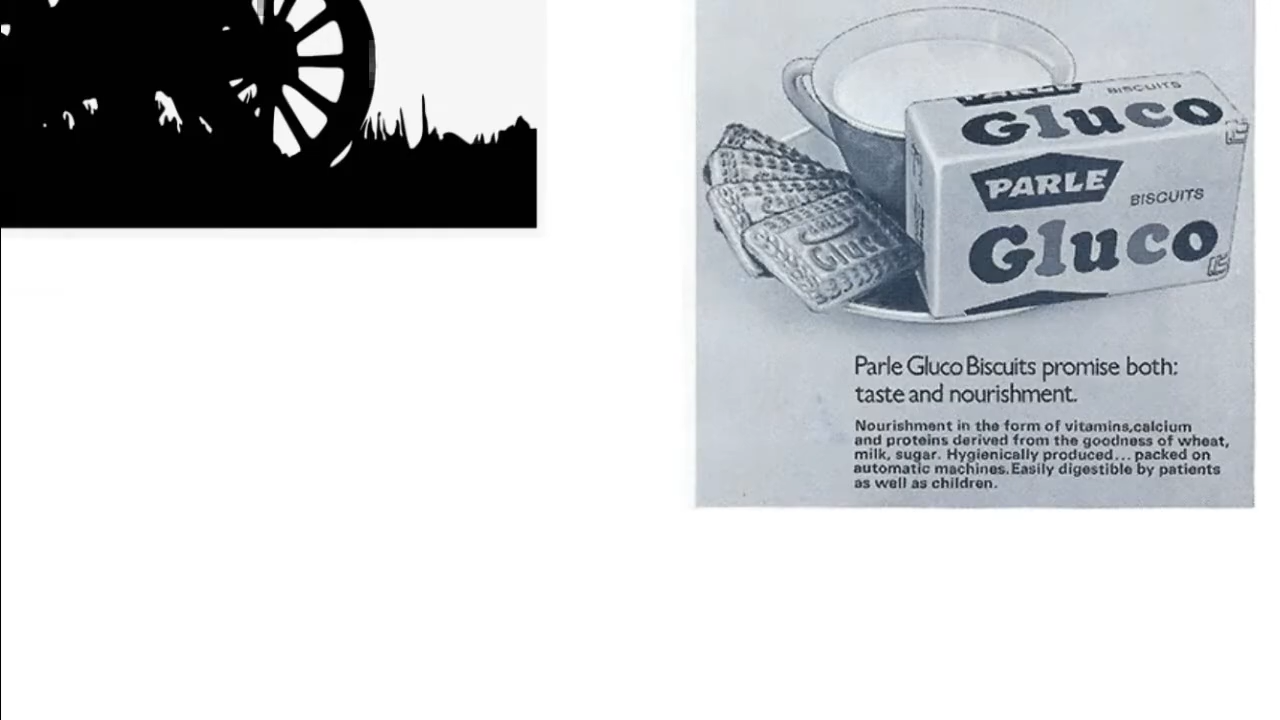 PARLE BISCUITS
Gluco
PARLE
BISCUITS
Gluco
Gluc
Parle Gluco Biscuits promise both:
taste and nourishment.
Nourishment in the form of vitamins,calcium
and proteins derived from the goodness of wheat,
milk, sugar. Hygienically produced... packed on
automatic machines. Easily digestible by patients
as well as children.